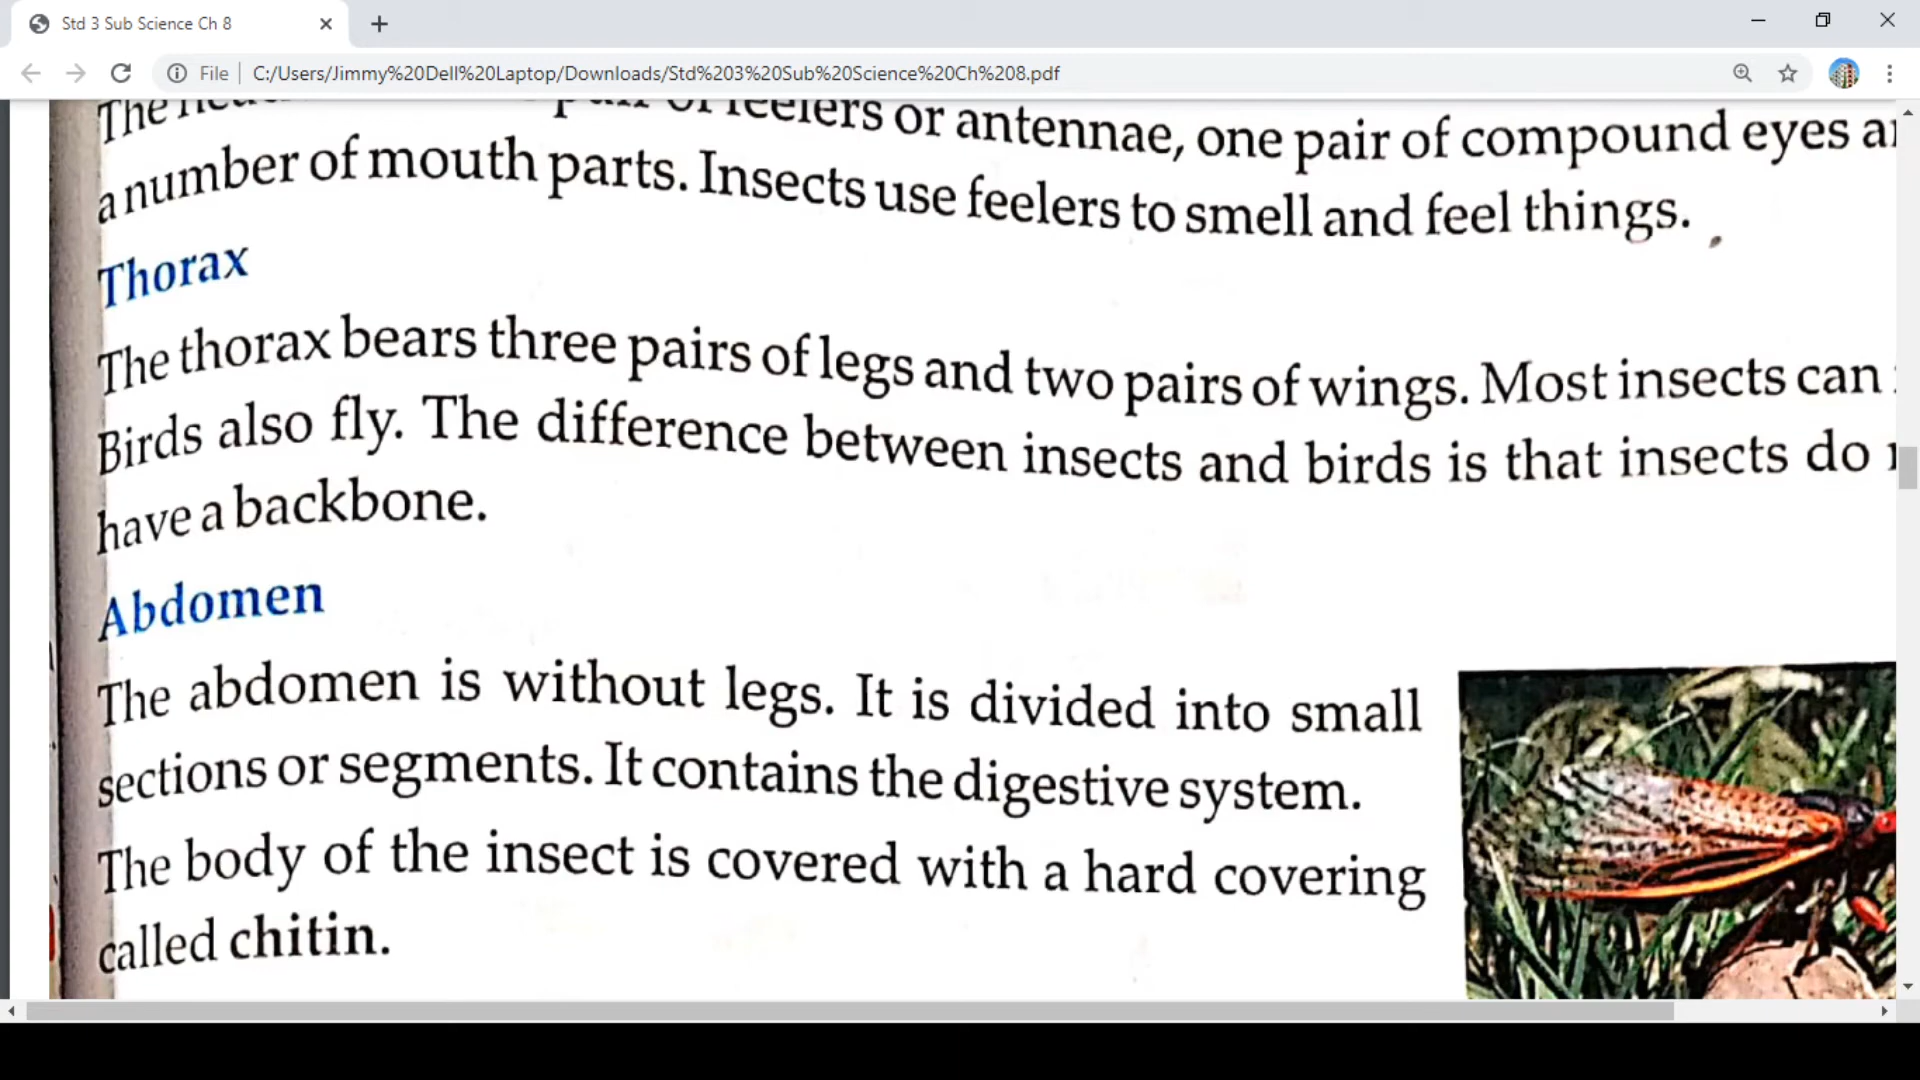 Std 3 Sub Science Ch 8
File C:/Users/Jimmy%20Dell%20Laptop/Downloads/Std%203%20Sub%20Science%20Ch%208.pdf
The of feelers or antennae, one pair of compound eyes
a number of mouth parts. Insects use feelers to smell and feel things.
Thorax
The thorax bears three pairs of legs and two pairs of wings. Most insects can
Birds also fly. The difference between insects and birds is that insects do
have a backbone.
Abdomen
The abdomen is without legs. It is divided into small
sections or segments. It contains the digestive system.
The body of the insect is covered with a hard covering
called chitin.